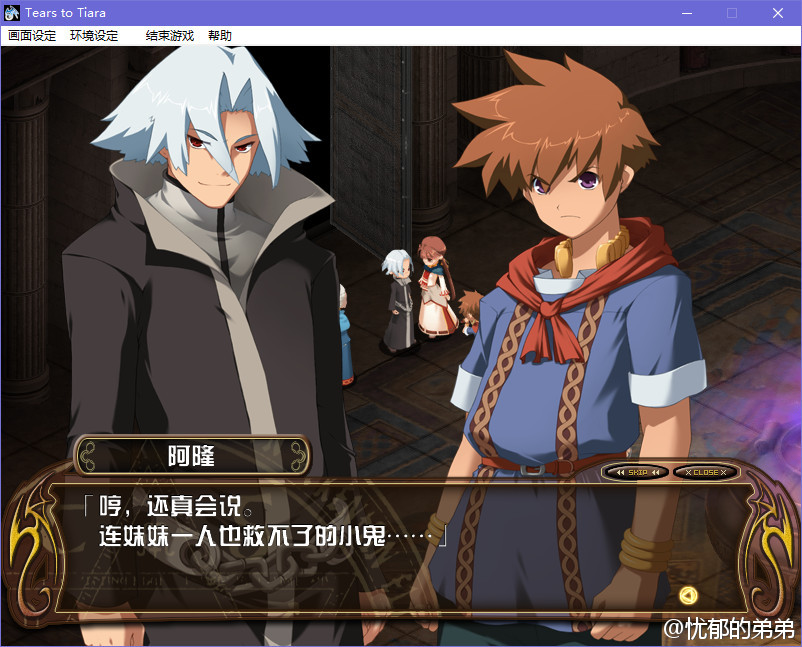 Tears to Tiara
画面设定 环境设定 结束游戏 帮助
阿隆
SKIP CLOSE
「哼，还真会说。
连妹妹一人也救不了的小鬼……」
@忧郁的弟弟